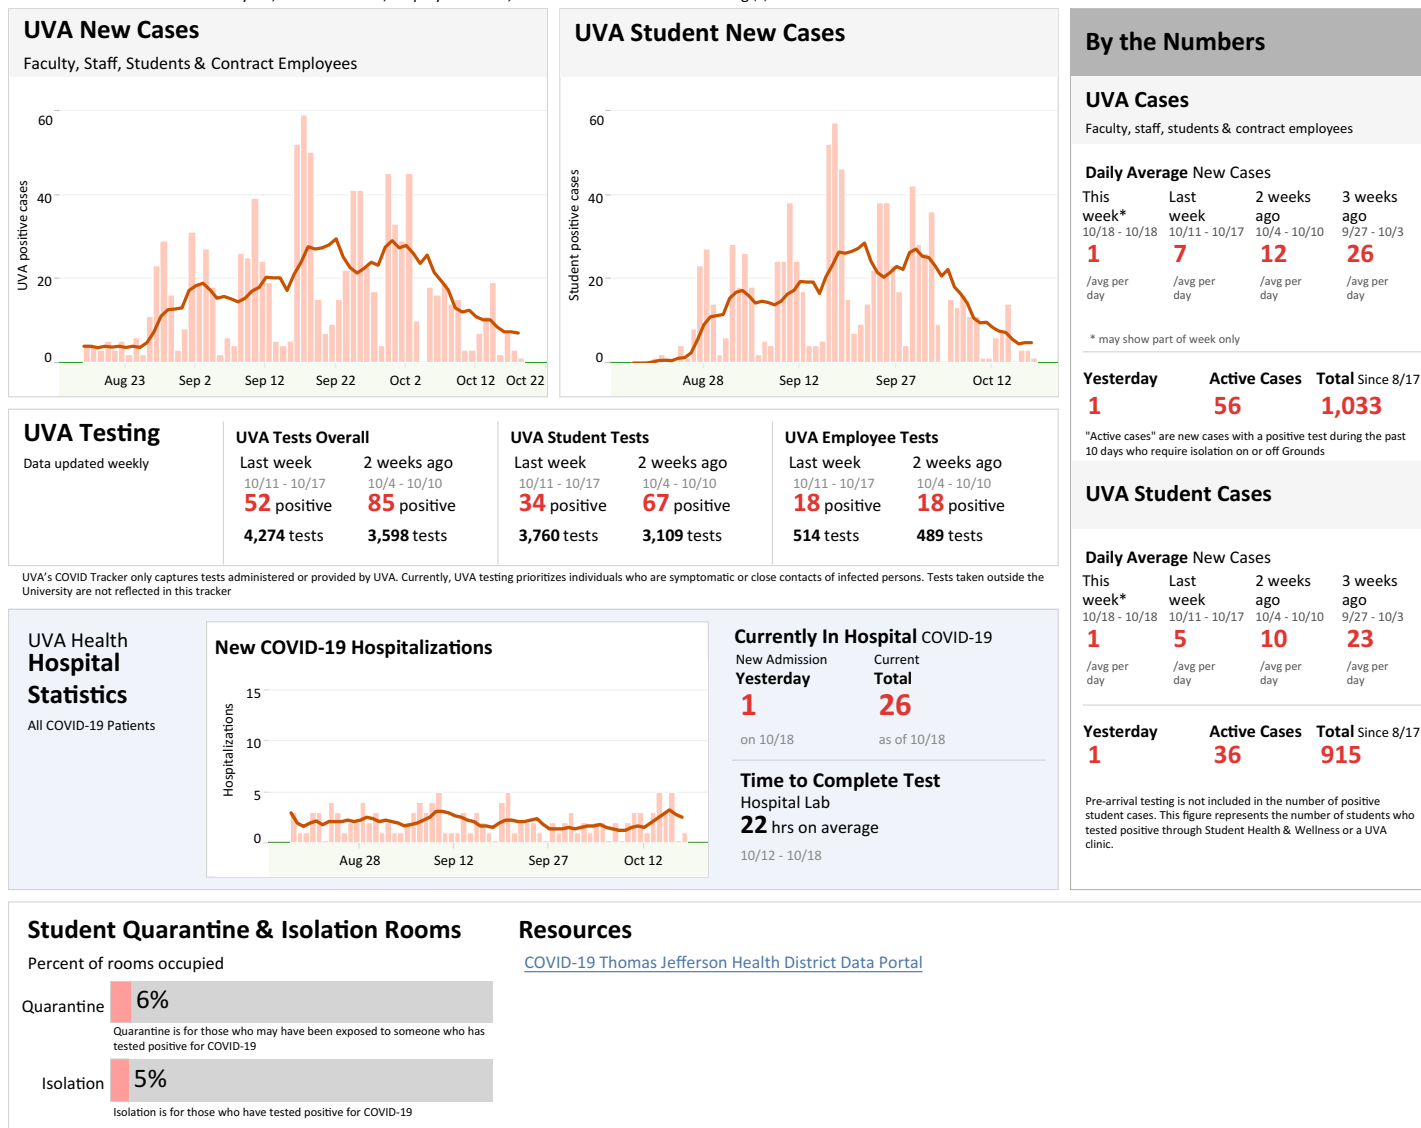 UVA New Cases
Faculty, Staff, Students & Contract Employees
60
40
20
0
UVA positive cases
Aug 23 Sep 2 Sep 12 Sep 22 Oct 2 Oct 12 Oct 22
UVA Student New Cases
60
40
20
0
Student positive cases
Aug 28 Sep 12 Sep 27 Oct 12
UVA Testing
Data updated weekly
UVA Tests Overall
Last week 2 weeks ago
10/11 - 10/17 10/4 - 10/10
52 positive 85 positive
4,274 tests 3,598 tests
UVA Student Tests
Last week 2 weeks ago
10/11 - 10/17 10/4 - 10/10
34 positive 67 positive
3,760 tests 3,109 tests
UVA Employee Tests
Last week 2 weeks ago
10/11 - 10/17 10/4 - 10/10
18 positive 18 positive
514 tests 489 tests
UVA's COVID Tracker only captures tests administered or provided by UVA. Currently, UVA testing prioritizes individuals who are symptomatic or close contacts of infected persons. Tests taken outside the
University are not reflected in this tracker
UVA Health
Hospital
Statistics
All COVID-19 Patients
New COVID-19 Hospitalizations
15
10
5
0
Hospitalizations
Aug 28 Sep 12 Sep 27 Oct 12
Currently In Hospital COVID-19
New Admission Current
Yesterday Total
1 26
on 10/18 as of 10/18
Time to Complete Test
Hospital Lab
22 hrs on average
10/12 - 10/18
By the Numbers
UVA Cases
Faculty, staff, students & contract employees
Daily Average New Cases
This Last 2 weeks 3 weeks
week* week ago ago
10/18 - 10/18 10/11 - 10/17 10/4 - 10/10 9/27 - 10/3
1 7 12 26
/avg per /avg per /avg per /avg per
day day day day
* may show part of week only
Yesterday Active Cases Total Since 8/17
1 56 1,033
"Active cases" are new cases with a positive test during the past
10 days who require isolation on or off Grounds
UVA Student Cases
Daily Average New Cases
This Last 2 weeks 3 weeks
week* week ago ago
10/18 - 10/18 10/11 - 10/17 10/4 - 10/10 9/27 - 10/3
1 5 10 23
/avg per /avg per /avg per /avg per
day day day day
Yesterday Active Cases Total Since 8/17
1 36 915
Pre-arrival testing is not included in the number of positive
student cases. This figure represents the number of students who
tested positive through Student Health & Wellness or a UVA
clinic.
Student Quarantine & Isolation Rooms
Percent of rooms occupied
Quarantine 6%
Quarantine is for those who may have been exposed to someone who has
tested positive for COVID-19
Isolation 5%
Isolation is for those who have tested positive for COVID-19
Resources
COVID-19 Thomas Jefferson Health District Data Portal